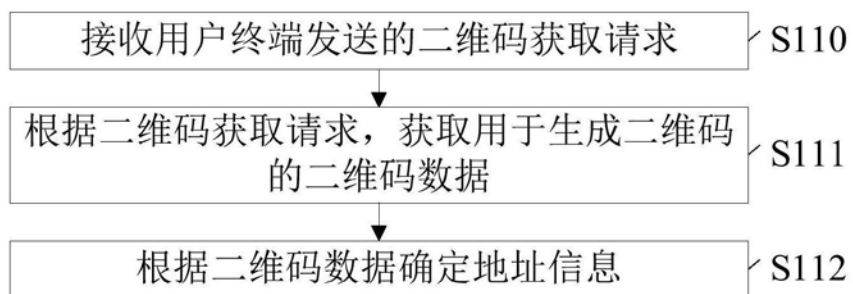 接收用户终端发送的二维码获取请求 S110
根据二维码获取请求，获取用于生成二维码
的二维码数据 S111
根据二维码数据确定地址信息 S112